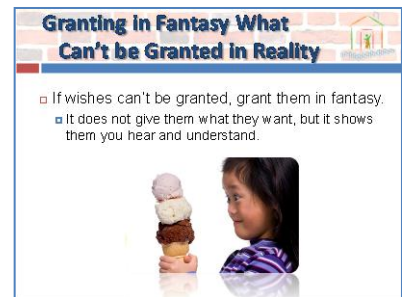 Granting in Fantasy What
Can't be Granted in Reality
If wishes can't be granted, grant them in fantasy.
It does not give them what they want, but it shows
them you hear and understand.